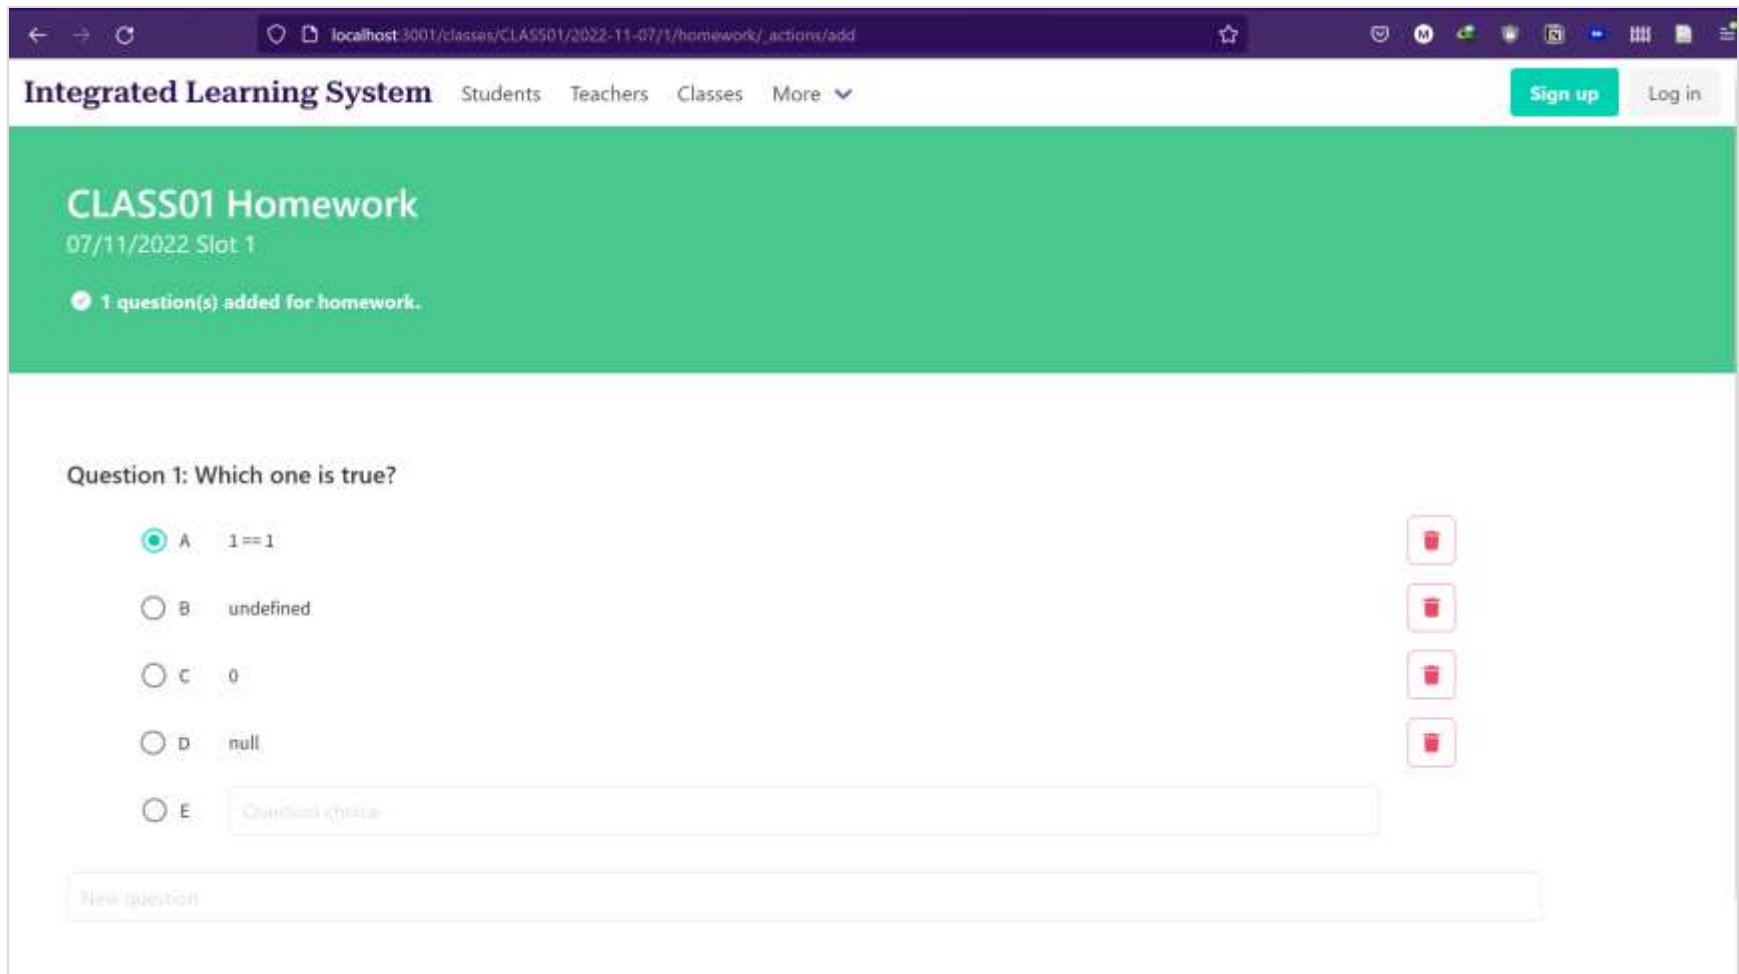 localhost:3001/classes/CLASS01/2022-11-07/1/homework/_actions/add
Integrated Learning System Students Teachers Classes More Sign up Log in
CLASS01 Homework
07/11/2022 Slot 1
1 question(s) added for homework.
Question 1: Which one is true?
A 1 == 1
B undefined
C 0
D null
E Question choice
New question